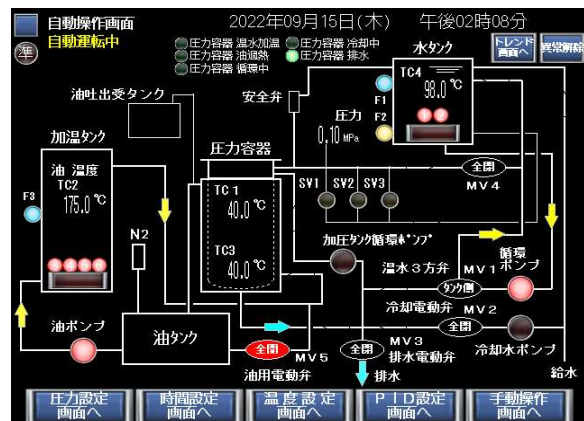 自動操作画面
2022年09月15日(木) 午後02時08分
準
自動運転中
圧力容器 温水加温
圧力容器 冷却中
圧力容器 油過熱
圧力容器 排水
圧力容器 循環中
水タンク
トレンド
画面へ
異常解除
TC4
98.0 ℃
F1
F2
① ②
油吐出受タンク
安全弁
圧力
0.10 MPa
加温タンク
油 温度
TC2
175.0 ℃
F3
圧力容器
TC1
40.0 ℃
TC3
40.0 ℃
SV1 SV2 SV3
全閉
MV4
N2
加圧タンク循環ポンプ
温水3方弁 MV1
循環
ポンプ
タンク側
冷却電動弁 MV2
全閉
冷却水ポンプ
油ポンプ
油タンク
全開
MV5
油用電動弁
全開
MV3
排水電動弁
排水
給水
圧力設定
画面へ
時間設定
画面へ
温度設定
画面へ
PID設定
画面へ
手動操作
画面へ